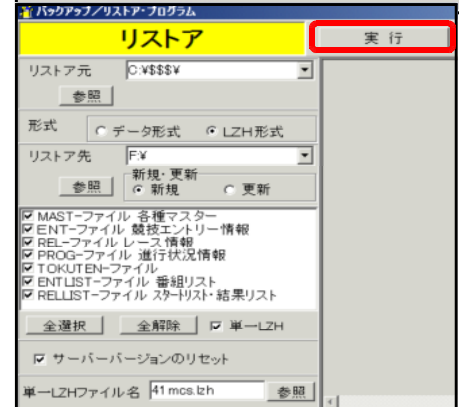 バックアップ／リストア・プログラム
リストア
実 行
リストア元 C:¥$$$¥
参照
形式 データ形式 LZH形式
リストア先 F:¥
参照 新規・更新
新規 更新
MAST-ファイル 各種マスター
ENT-ファイル 競技エントリー情報
REL-ファイル レース情報
PROG-ファイル 進行状況情報
TOKUTEN-ファイル
ENTLIST-ファイル 番組リスト
RELLIST-ファイル スタートリスト・結果リスト
全選択 全解除 単一LZH
サーバーバージョンのリセット
単一LZHファイル名 41mcs.lzh 参照